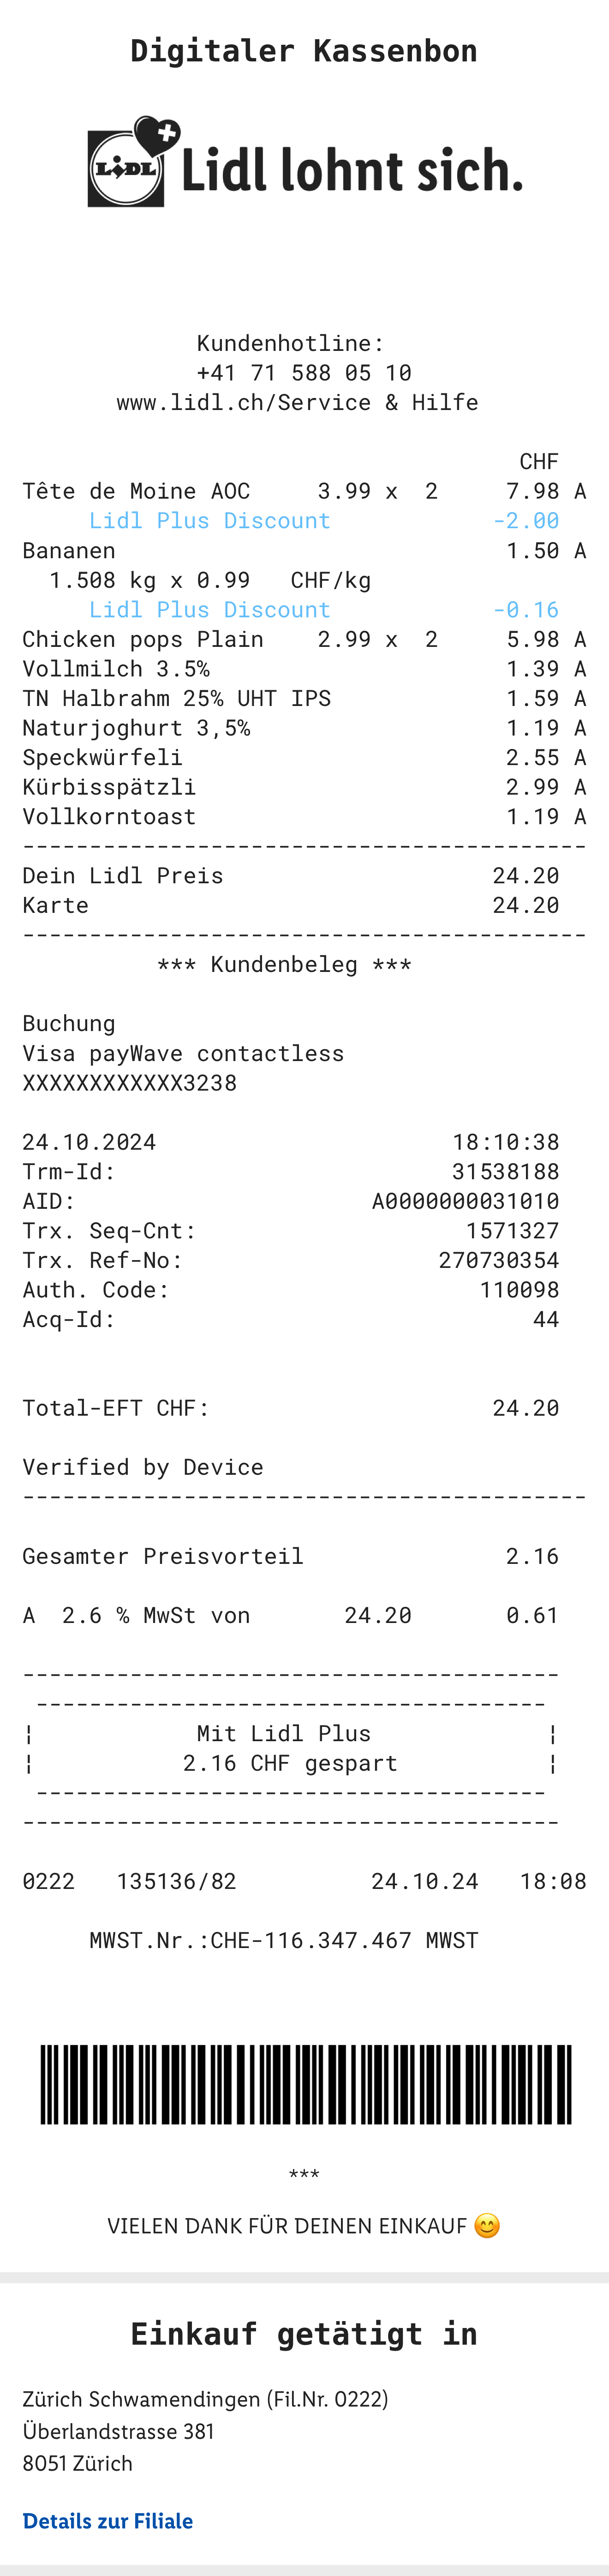 Digitaler Kassenbon
LIDL Lidl lohnt sich.
Kundenhotline:
+41 71 588 05 10
www.lidl.ch/Service & Hilfe
CHF
Tête de Moine AOC 3.99 x 2 7.98 A
Lidl Plus Discount -2.00
Bananen 1.50 A
1.508 kg x 0.99 CHF/kg
Lidl Plus Discount -0.16
Chicken pops Plain 2.99 x 2 5.98 A
Vollmilch 3.5% 1.39 A
TN Halbrahm 25% UHT IPS 1.59 A
Naturjoghurt 3,5% 1.19 A
Speckwürfeli 2.55 A
Kürbisspätzli 2.99 A
Vollkorntoast 1.19 A
------------------------------------------
Dein Lidl Preis 24.20
Karte 24.20
------------------------------------------
*** Kundenbeleg ***
Buchung
Visa payWave contactless
XXXXXXXXXXXX3238
24.10.2024 18:10:38
Trm-Id: 31538188
AID: A0000000031010
Trx. Seq-Cnt: 1571327
Trx. Ref-No: 270730354
Auth. Code: 110098
Acq-Id: 44
Total-EFT CHF: 24.20
Verified by Device
------------------------------------------
Gesamter Preisvorteil 2.16
A 2.6 % MwSt von 24.20 0.61
----------------------------------------
--------------------------------------
¦ Mit Lidl Plus ¦
¦ 2.16 CHF gespart ¦
--------------------------------------
----------------------------------------
0222 135136/82 24.10.24 18:08
MWST.Nr.:CHE-116.347.467 MWST
***
VIELEN DANK FÜR DEINEN EINKAUF 😊
Einkauf getätigt in
Zürich Schwamendingen (Fil.Nr. 0222)
Überlandstrasse 381
8051 Zürich
Details zur Filiale